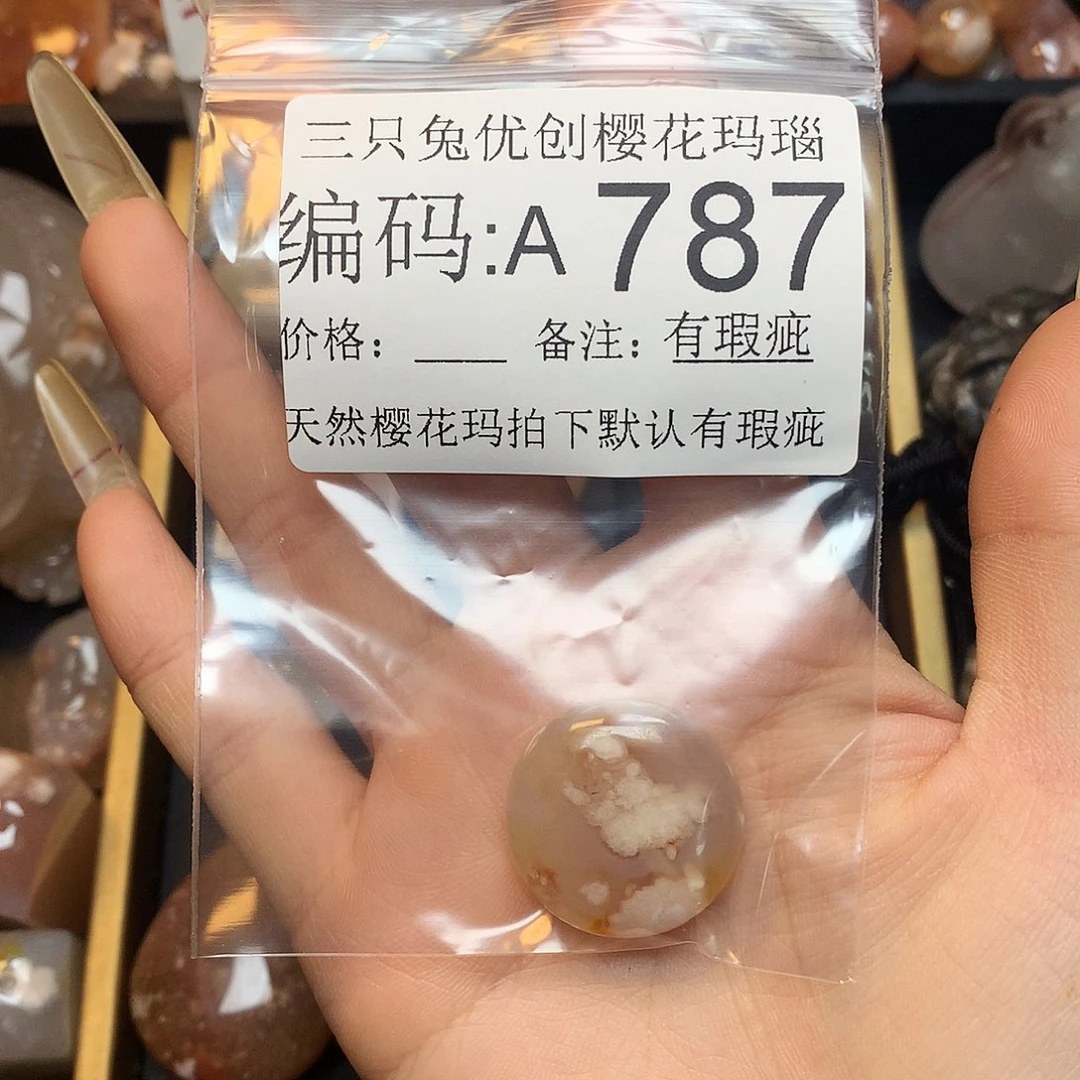 三只兔优创樱花玛瑙
编码:A 787
价格：____ 备注：有瑕疵
天然樱花玛拍下默认有瑕疵